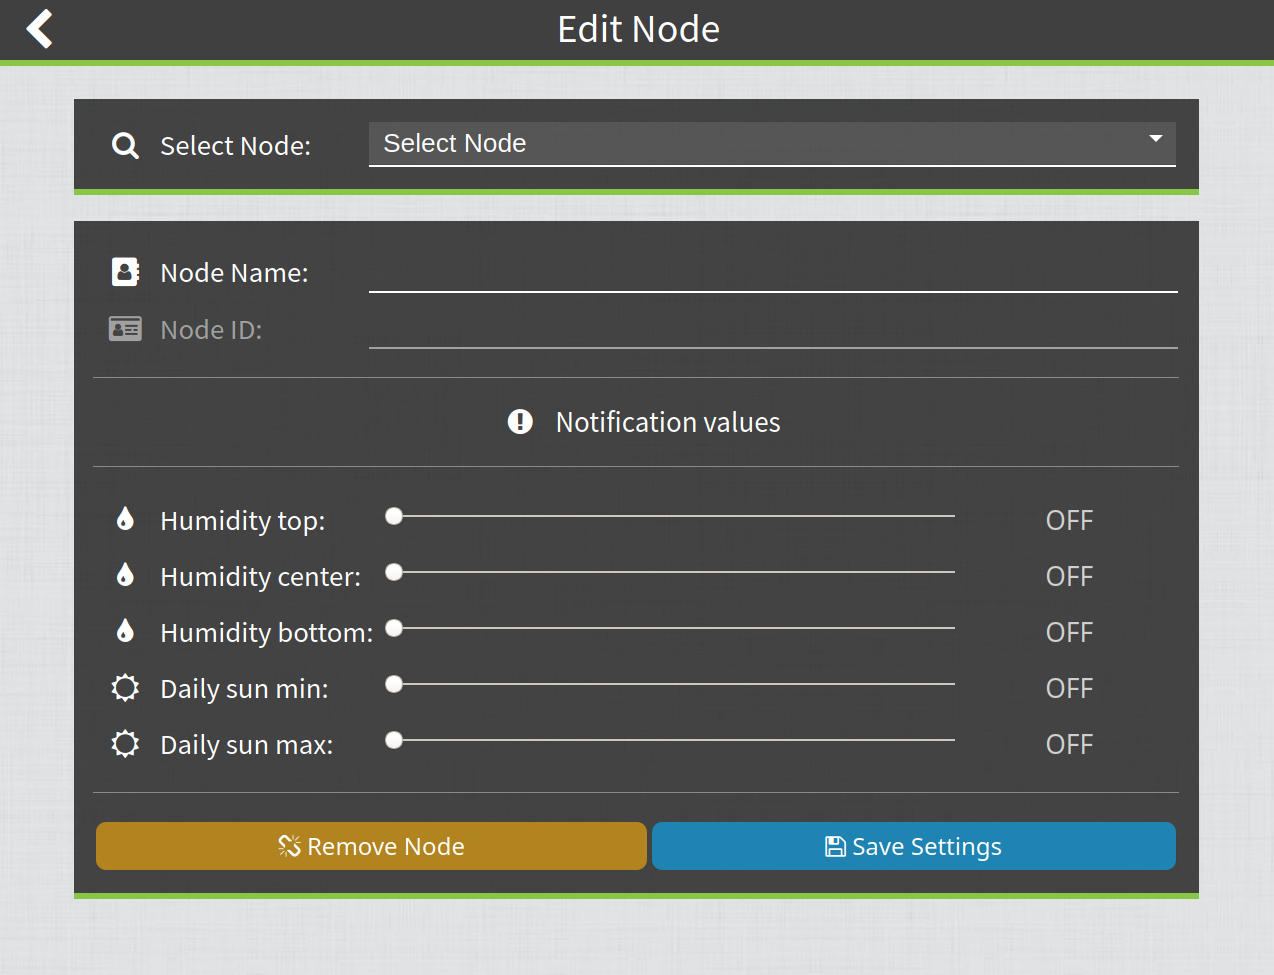 Edit Node
Select Node: Select Node
Node Name:
Node ID:
Notification values
Humidity top: OFF
Humidity center: OFF
Humidity bottom: OFF
Daily sun min: OFF
Daily sun max: OFF
Remove Node Save Settings